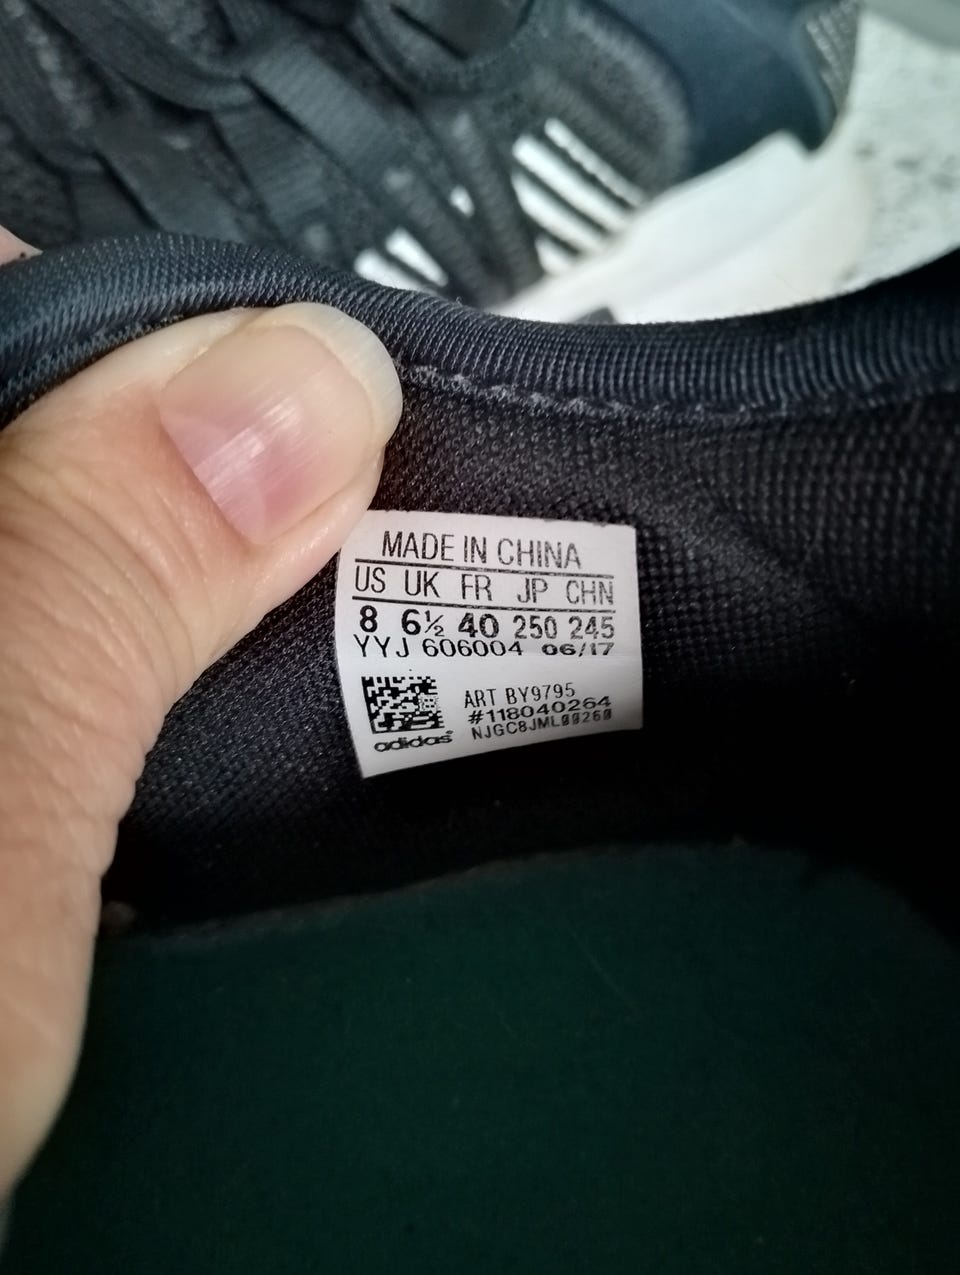 MADE IN CHINA
US UK FR JP CHN
8 6½ 40 250 245
YYJ 606004 06/17
ART BY9795
#118040264
NJGC8JML00260
adidas